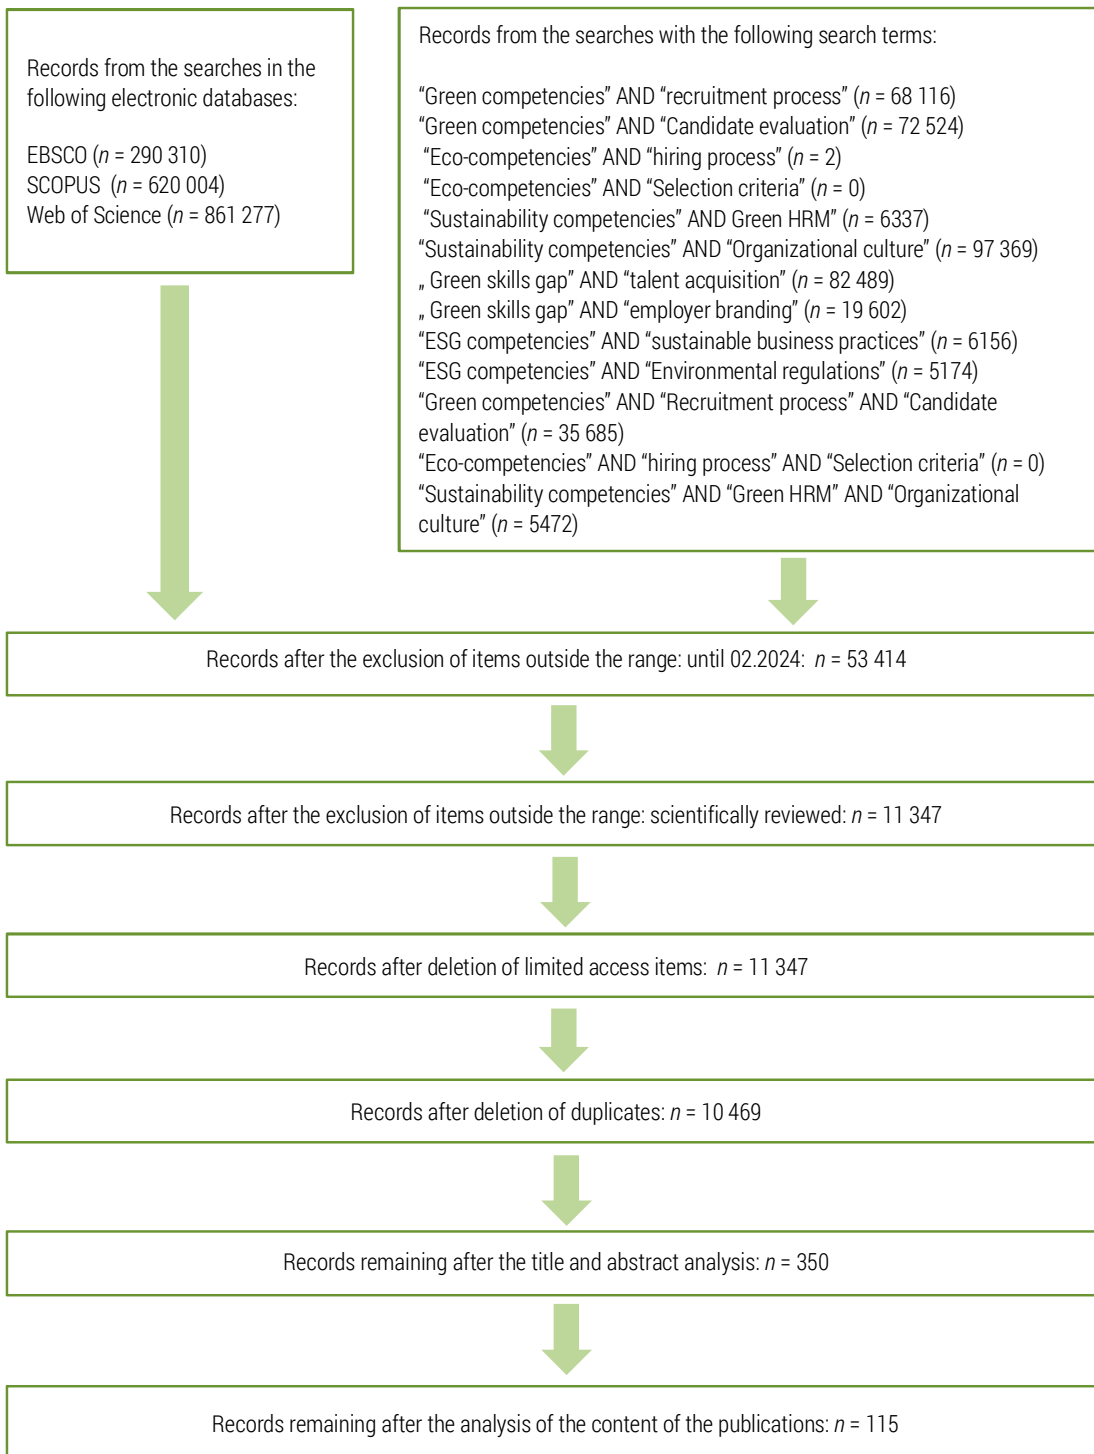 Records from the searches in the
following electronic databases:
EBSCO (n = 290 310)
SCOPUS (n = 620 004)
Web of Science (n = 861 277)
Records from the searches with the following search terms:
“Green competencies” AND “recruitment process” (n = 68 116)
“Green competencies” AND “Candidate evaluation” (n = 72 524)
“Eco-competencies” AND “hiring process” (n = 2)
“Eco-competencies” AND “Selection criteria” (n = 0)
“Sustainability competencies” AND Green HRM” (n = 6337)
“Sustainability competencies” AND “Organizational culture” (n = 97 369)
„ Green skills gap” AND “talent acquisition” (n = 82 489)
„ Green skills gap” AND “employer branding” (n = 19 602)
“ESG competencies” AND “sustainable business practices” (n = 6156)
“ESG competencies” AND “Environmental regulations” (n = 5174)
“Green competencies” AND “Recruitment process” AND “Candidate
evaluation” (n = 35 685)
“Eco-competencies” AND “hiring process” AND “Selection criteria” (n = 0)
“Sustainability competencies” AND “Green HRM” AND “Organizational
culture” (n = 5472)
Records after the exclusion of items outside the range: until 02.2024: n = 53 414
Records after the exclusion of items outside the range: scientifically reviewed: n = 11 347
Records after deletion of limited access items: n = 11 347
Records after deletion of duplicates: n = 10 469
Records remaining after the title and abstract analysis: n = 350
Records remaining after the analysis of the content of the publications: n = 115